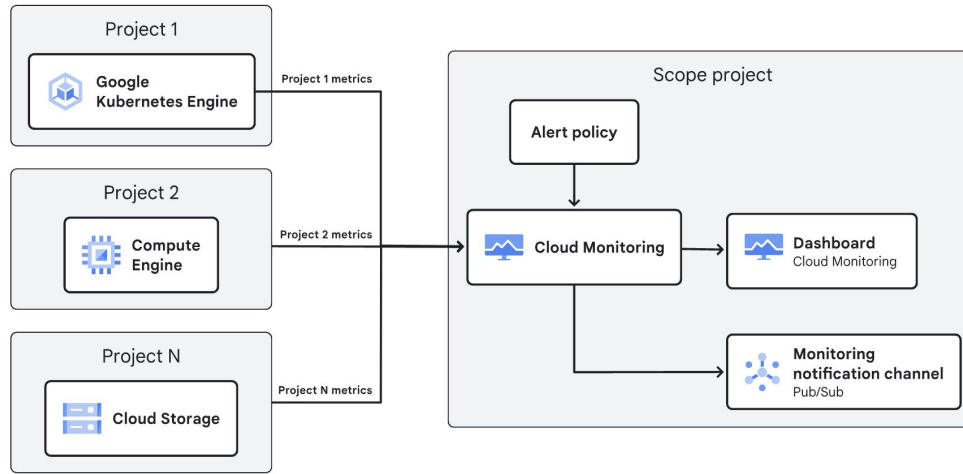 Project 1
Google
Kubernetes Engine
Project 1 metrics
Project 2
Compute
Engine
Project 2 metrics
Project N
Cloud Storage
Project N metrics
Scope project
Alert policy
Cloud Monitoring
Dashboard
Cloud Monitoring
Monitoring
notification channel
Pub/Sub